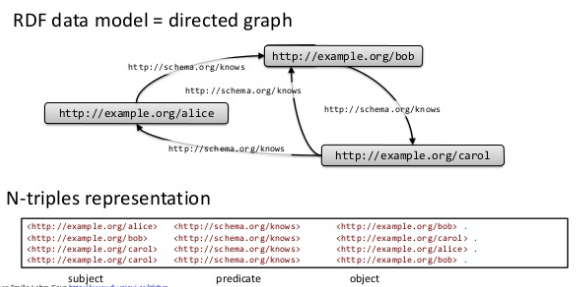 RDF data model = directed graph
http://example.org/bob
http://schema.org/knows
http://schema.org/knows
http://schema.org/knows
http://example.org/alice
http://schema.org/knows
http://example.org/carol
N-triples representation
<http://example.org/alice> <http://schema.org/knows> <http://example.org/bob> .
<http://example.org/bob> <http://schema.org/knows> <http://example.org/carol> .
<http://example.org/carol> <http://schema.org/knows> <http://example.org/alice> .
<http://example.org/carol> <http://schema.org/knows> <http://example.org/bob> .
subject predicate object